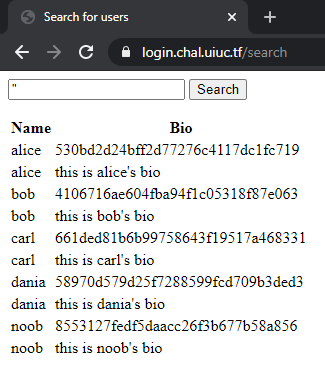 Search for users
login.chal.uiuc.tf/search
" Search
Name Bio
alice 530bd2d24bff2d77276c4117dc1fc719
alice this is alice's bio
bob 4106716ae604fba94f1c05318f87e063
bob this is bob's bio
carl 661ded81b6b99758643f19517a468331
carl this is carl's bio
dania 58970d579d25f7288599fcd709b3ded3
dania this is dania's bio
noob 8553127fedf5daacc26f3b677b58a856
noob this is noob's bio